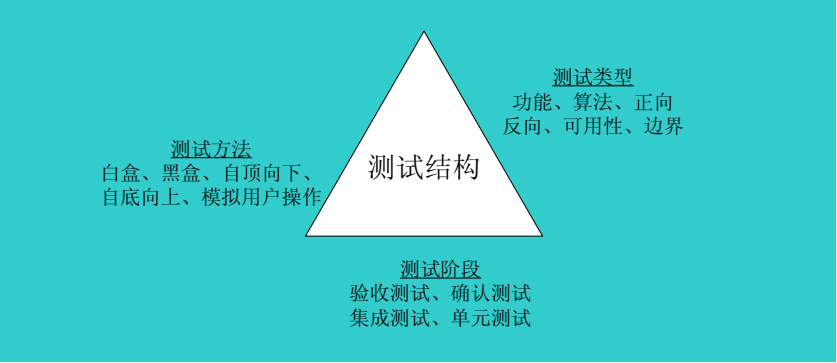 测试类型
功能、算法、正向
反向、可用性、边界
测试方法
白盒、黑盒、自顶向下、
自底向上、模拟用户操作
测试结构
测试阶段
验收测试、确认测试
集成测试、单元测试